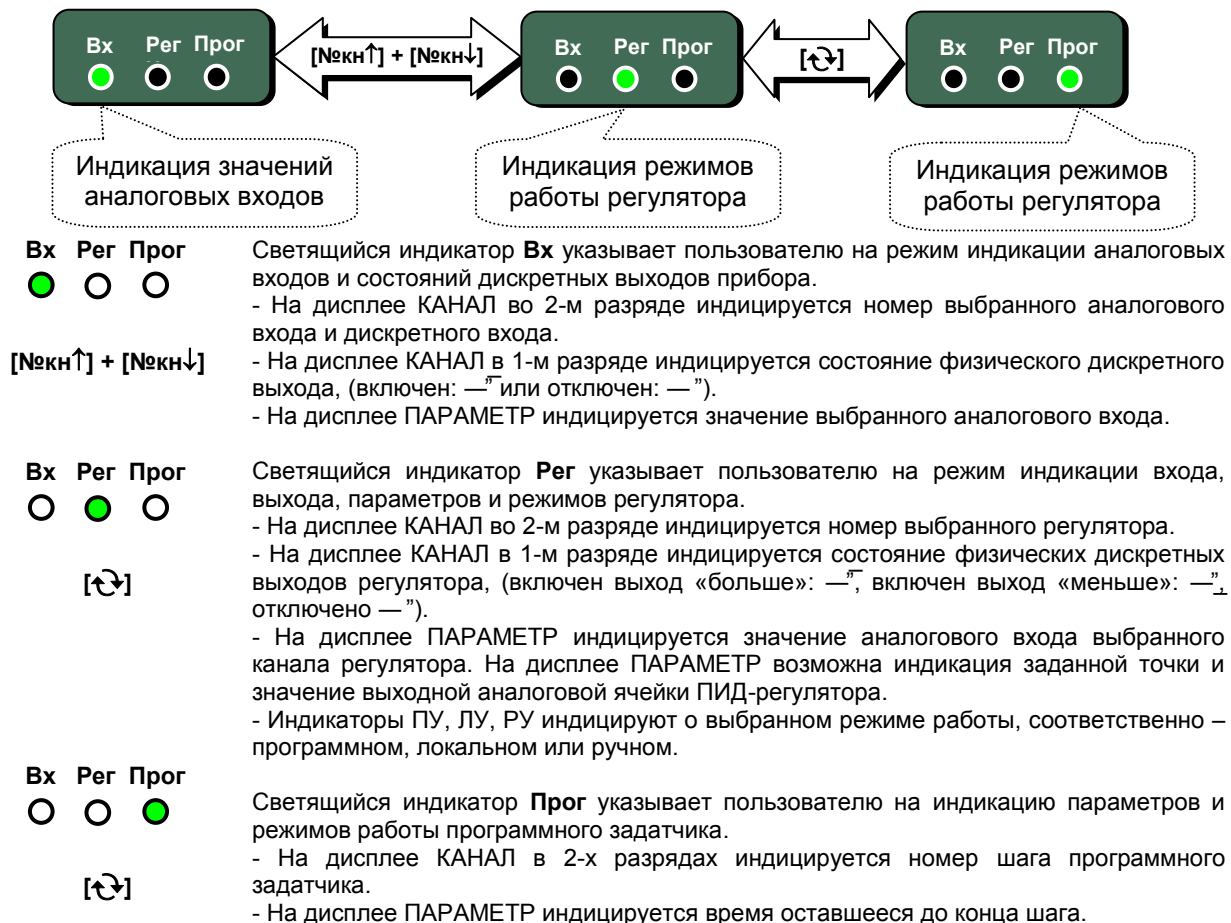 Вх Рег Прог
[№кн↑] + [№кн↓]
Вх Рег Прог
[↻]
Вх Рег Прог
Индикация значений
аналоговых входов
Индикация режимов
работы регулятора
Индикация режимов
работы регулятора
Вх Рег Прог
[№кн↑] + [№кн↓]
Светящийся индикатор Вх указывает пользователю на режим индикации аналоговых
входов и состояний дискретных выходов прибора.
- На дисплее КАНАЛ во 2-м разряде индицируется номер выбранного аналогового
входа и дискретного входа.
- На дисплее КАНАЛ в 1-м разряде индицируется состояние физического дискретного
выхода, (включен: —‾” или отключен: — ”).
- На дисплее ПАРАМЕТР индицируется значение выбранного аналогового входа.
Вх Рег Прог
[↻]
Светящийся индикатор Рег указывает пользователю на режим индикации входа,
выхода, параметров и режимов регулятора.
- На дисплее КАНАЛ во 2-м разряде индицируется номер выбранного регулятора.
- На дисплее КАНАЛ в 1-м разряде индицируется состояние физических дискретных
выходов регулятора, (включен выход «больше»: —‾”, включен выход «меньше»: —_”,
отключено — ”).
- На дисплее ПАРАМЕТР индицируется значение аналогового входа выбранного
канала регулятора. На дисплее ПАРАМЕТР возможна индикация заданной точки и
значение выходной аналоговой ячейки ПИД-регулятора.
- Индикаторы ПУ, ЛУ, РУ индицируют о выбранном режиме работы, соответственно –
программном, локальном или ручном.
Вх Рег Прог
[↻]
Светящийся индикатор Прог указывает пользователю на индикацию параметров и
режимов работы программного задатчика.
- На дисплее КАНАЛ в 2-х разрядах индицируется номер шага программного
задатчика.
- На дисплее ПАРАМЕТР индицируется время оставшееся до конца шага.